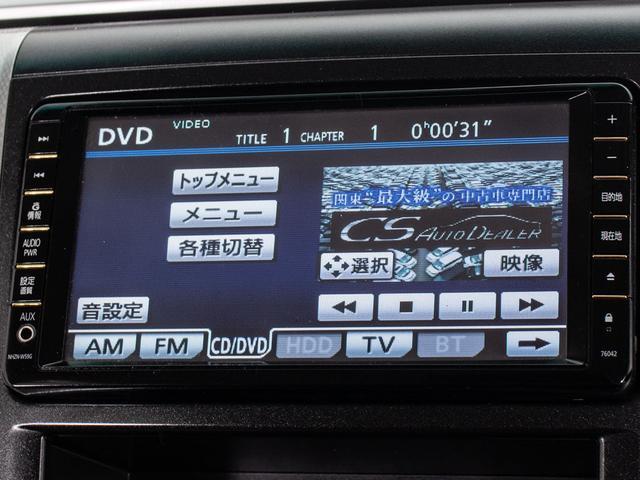 DVD VIDEO TITLE 1 CHAPTER 1 0h00'31"
トップメニュー
メニュー
各種切替
関東"最大級"の中古車専門店
CS AUTO DEALER
選択
映像
音設定
AM FM CD/DVD HDD TV BT
情報
AUDIO
PWR
設定
画質
AUX
NHZN-W59G
+
−
目的地
現在地
76042